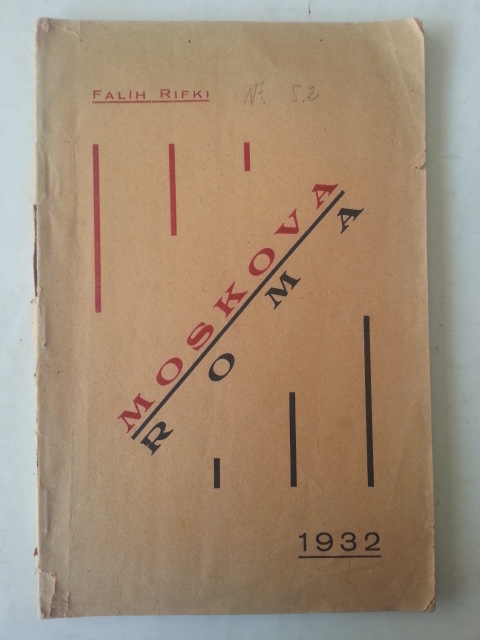 FALİH RIFKI
Nº 52
MOSKOVA
ROMA
1932